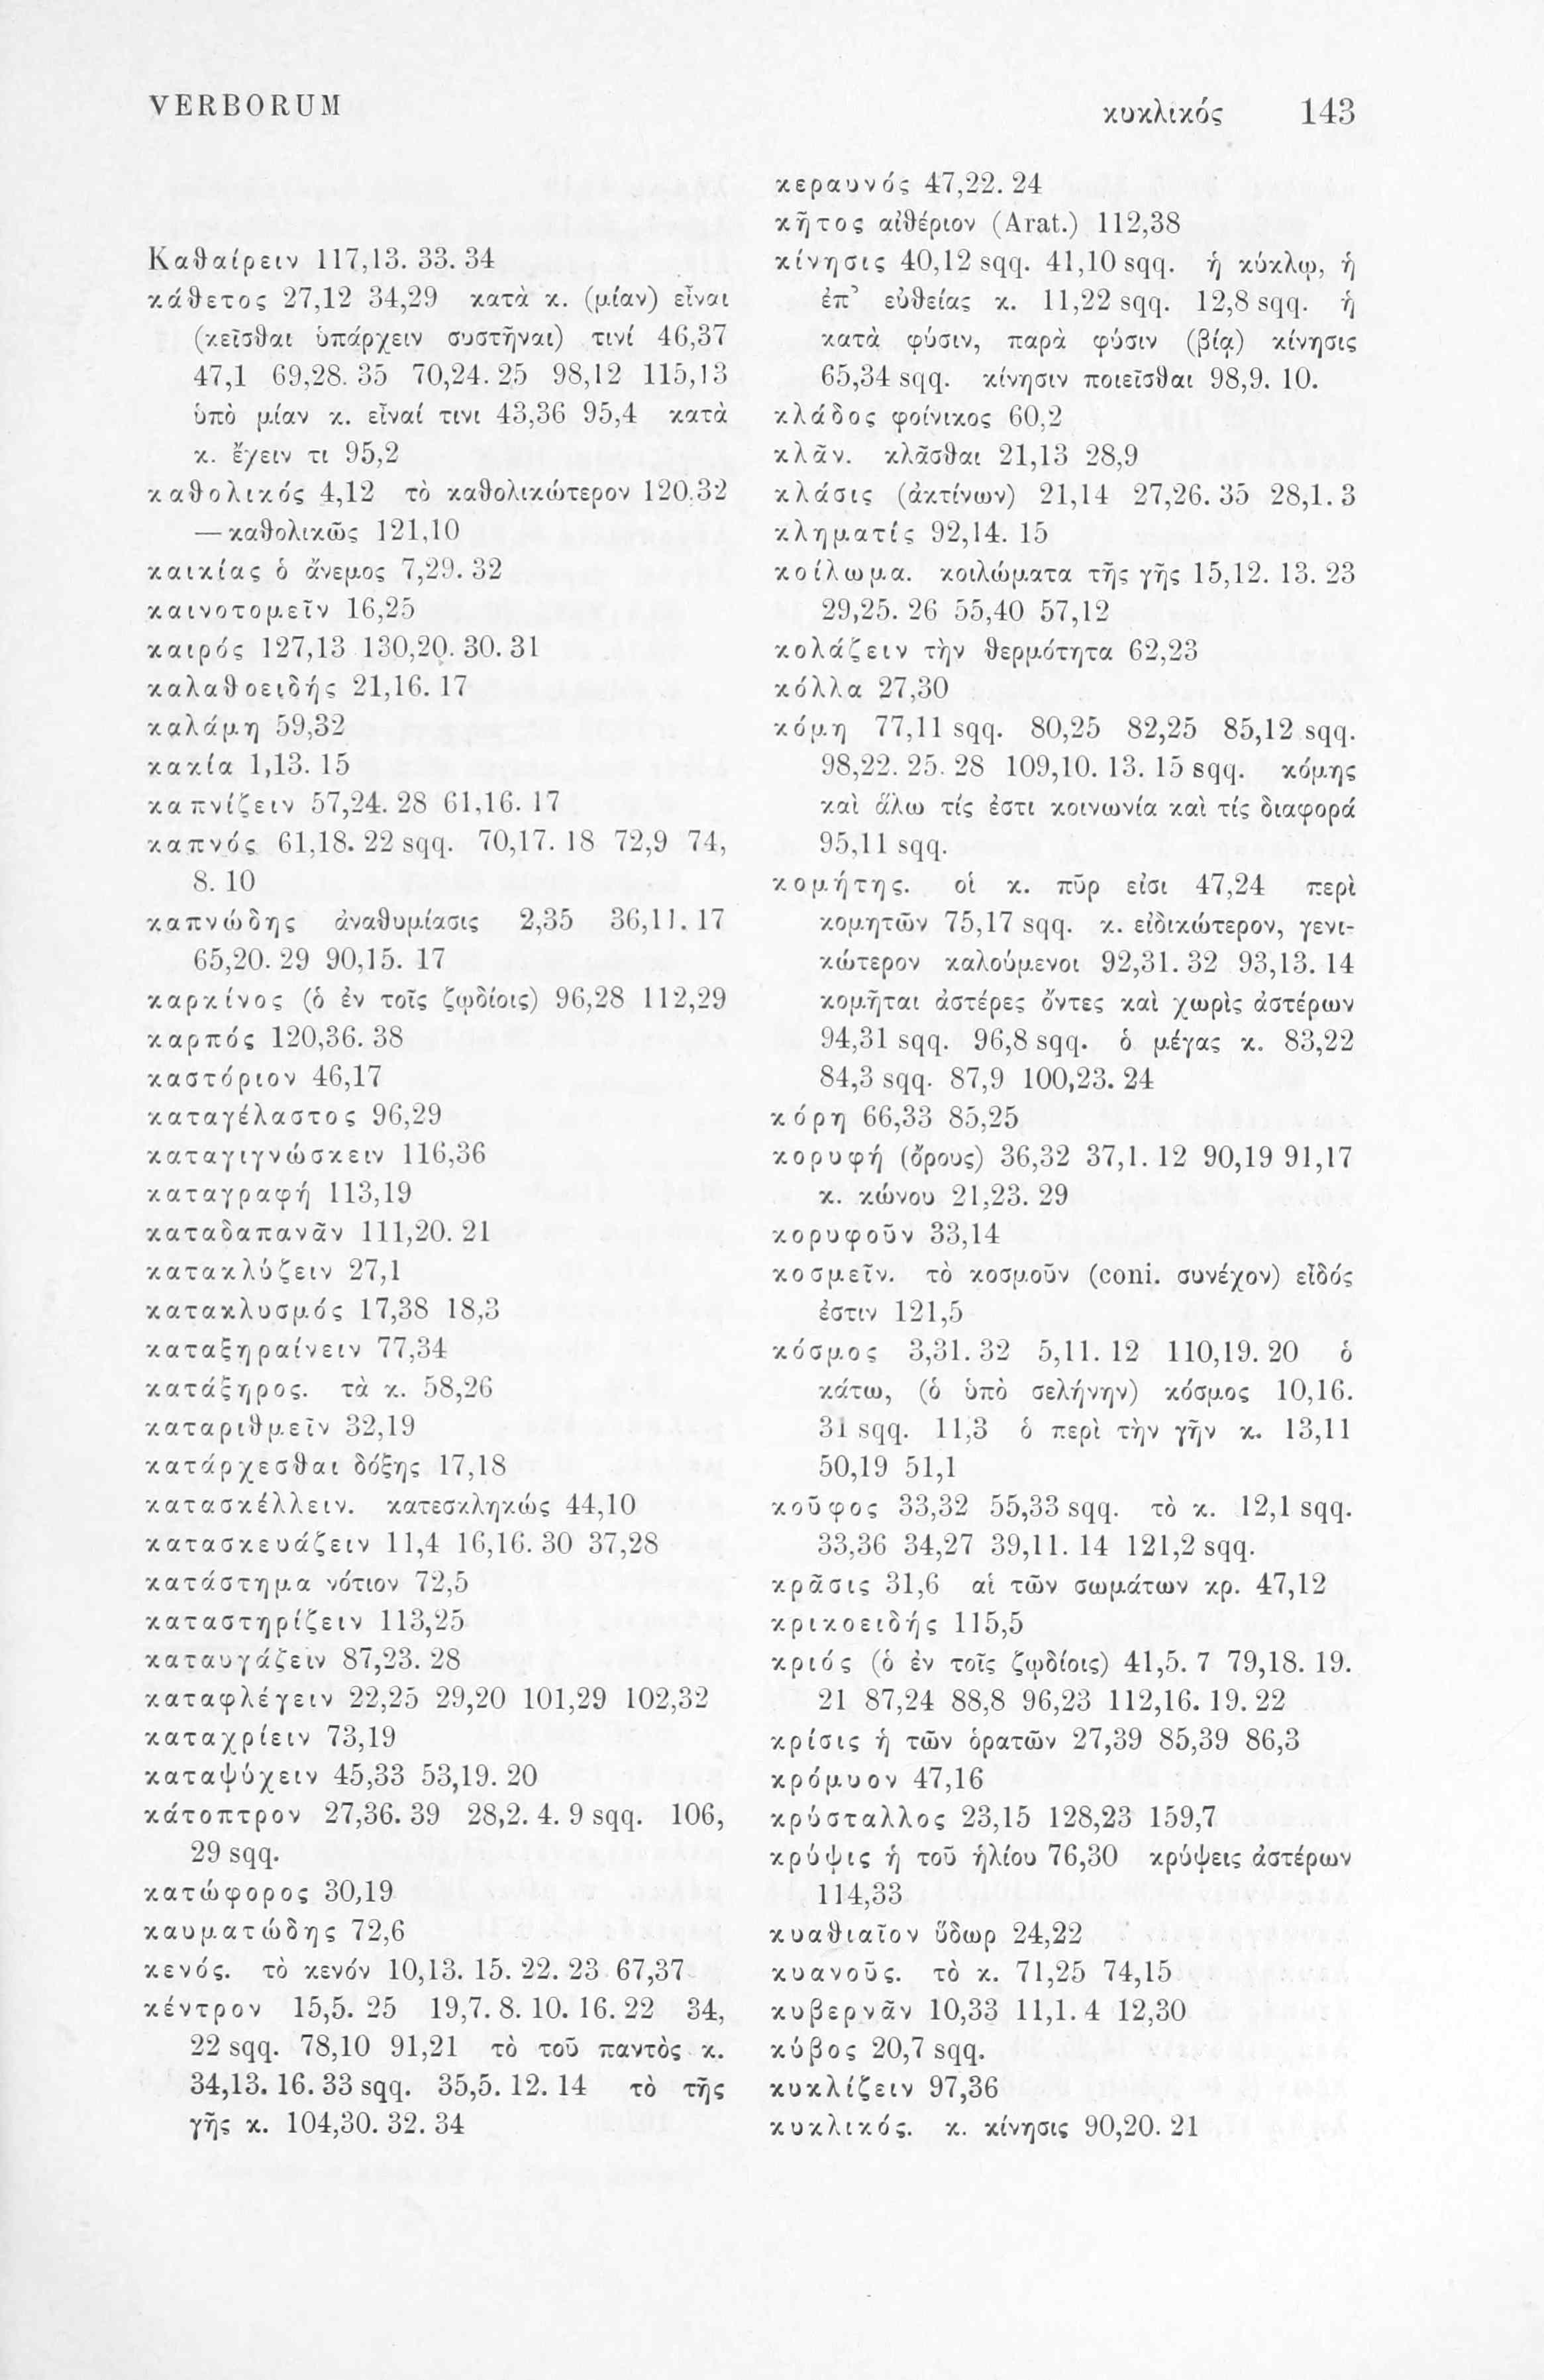 VERBORUM
κυκλικός 143
Καθαίρειν 117,13. 33. 34
κάθετος 27,12 34,29 κατὰ κ. (μίαν) εἶναι
(κεῖσθαι ὑπάρχειν συστῆναι) τινί 46,37
47,1 69,28. 35 70,24. 25 98,12 115,13
ὑπὸ μίαν κ. εἶναί τινι 43,36 95,4 κατὰ
κ. ἔχειν τι 95,2
καθολικός 4,12 τὸ καθολικώτερον 120,32
— καθολικῶς 121,10
καικίας ὁ ἄνεμος 7,29. 32
καινοτομεῖν 16,25
καιρός 127,13 130,20. 30. 31
καλαθοειδής 21,16. 17
καλάμη 59,32
κακία 1,13. 15
καπνίζειν 57,24. 28 61,16. 17
καπνός 61,18. 22 sqq. 70,17. 18 72,9 74,
8. 10
καπνώδης ἀναθυμίασις 2,35 36,11. 17
65,20. 29 90,15. 17
καρκίνος (ὁ ἐν τοῖς ζῳδίοις) 96,28 112,29
καρπός 120,36. 38
καστόριον 46,17
καταγέλαστος 96,29
καταγιγνώσκειν 116,36
καταγραφή 113,19
καταδαπανᾶν 111,20. 21
κατακλύζειν 27,1
κατακλυσμός 17,38 18,3
καταξηραίνειν 77,34
κατάξηρος. τὰ κ. 58,26
καταριθμεῖν 32,19
κατάρχεσθαι δόξης 17,18
κατασκέλλειν. κατεσκληκώς 44,10
κατασκευάζειν 11,4 16,16. 30 37,28
κατάστημα νότιον 72,5
καταστηρίζειν 113,25
καταυγάζειν 87,23. 28
καταφλέγειν 22,25 29,20 101,29 102,32
καταχρίειν 73,19
καταψύχειν 45,33 53,19. 20
κάτοπτρον 27,36. 39 28,2. 4. 9 sqq. 106,
29 sqq.
κατώφορος 30,19
καυματώδης 72,6
κενός. τὸ κενόν 10,13. 15. 22. 23 67,37
κέντρον 15,5. 25 19,7. 8. 10. 16. 22 34,
22 sqq. 78,10 91,21 τὸ τοῦ παντὸς κ.
34,13. 16. 33 sqq. 35,5. 12. 14 τὸ τῆς
γῆς κ. 104,30. 32. 34
κεραυνός 47,22. 24
κῆτος αἰθέριον (Arat.) 112,38
κίνησις 40,12 sqq. 41,10 sqq. ἡ κύκλῳ, ἡ
ἐπ’ εὐθείας κ. 11,22 sqq. 12,8 sqq. ἡ
κατὰ φύσιν, παρὰ φύσιν (βίᾳ) κίνησις
65,34 sqq. κίνησιν ποιεῖσθαι 98,9. 10.
κλάδος φοίνικος 60,2
κλᾶν. κλᾶσθαι 21,13 28,9
κλάσις (ἀκτίνων) 21,14 27,26. 35 28,1. 3
κληματίς 92,14. 15
κοίλωμα. κοιλώματα τῆς γῆς 15,12. 13. 23
29,25. 26 55,40 57,12
κολάζειν τὴν θερμότητα 62,23
κόλλα 27,30
κόμη 77,11 sqq. 80,25 82,25 85,12 sqq.
98,22. 25. 28 109,10. 13. 15 sqq. κόμης
καὶ ἅλω τίς ἐστι κοινωνία καὶ τίς διαφορά
95,11 sqq.
κομήτης. οἱ κ. πῦρ εἰσι 47,24 περὶ
κομητῶν 75,17 sqq. κ. εἰδικώτερον, γενι-
κώτερον καλούμενοι 92,31. 32 93,13. 14
κομῆται ἀστέρες ὄντες καὶ χωρὶς ἀστέρων
94,31 sqq. 96,8 sqq. ὁ μέγας κ. 83,22
84,3 sqq. 87,9 100,23. 24
κόρη 66,33 85,25
κορυφή (ὄρους) 36,32 37,1. 12 90,19 91,17
κ. κώνου 21,23. 29
κορυφοῦν 33,14
κοσμεῖν. τὸ κοσμοῦν (coni. συνέχον) εἶδός
ἐστιν 121,5
κόσμος 3,31. 32 5,11. 12 110,19. 20 ὁ
κάτω, (ὁ ὑπὸ σελήνην) κόσμος 10,16.
31 sqq. 11,3 ὁ περὶ τὴν γῆν κ. 13,11
50,19 51,1
κοῦφος 33,32 55,33 sqq. τὸ κ. 12,1 sqq.
33,36 34,27 39,11. 14 121,2 sqq.
κρᾶσις 31,6 αἱ τῶν σωμάτων κρ. 47,12
κρικοειδής 115,5
κριός (ὁ ἐν τοῖς ζῳδίοις) 41,5. 7 79,18. 19.
21 87,24 88,8 96,23 112,16. 19. 22
κρίσις ἡ τῶν ὁρατῶν 27,39 85,39 86,3
κρόμυον 47,16
κρύσταλλος 23,15 128,23 159,7
κρύψις ἡ τοῦ ἡλίου 76,30 κρύψεις ἀστέρων
114,33
κυαθιαῖον ὕδωρ 24,22
κυανοῦς. τὸ κ. 71,25 74,15
κυβερνᾶν 10,33 11,1. 4 12,30
κύβος 20,7 sqq.
κυκλίζειν 97,36
κυκλικός. κ. κίνησις 90,20. 21